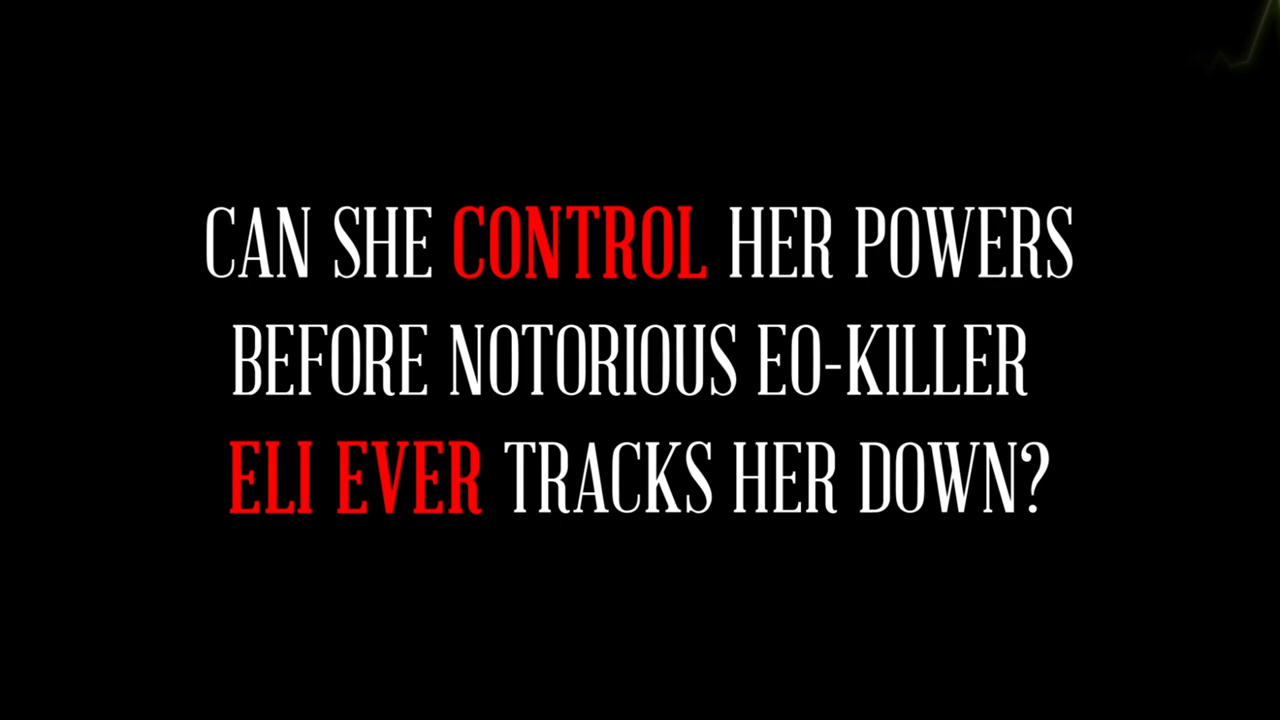 CAN SHE CONTROL HER POWERS
BEFORE NOTORIOUS EO-KILLER
ELI EVER TRACKS HER DOWN?